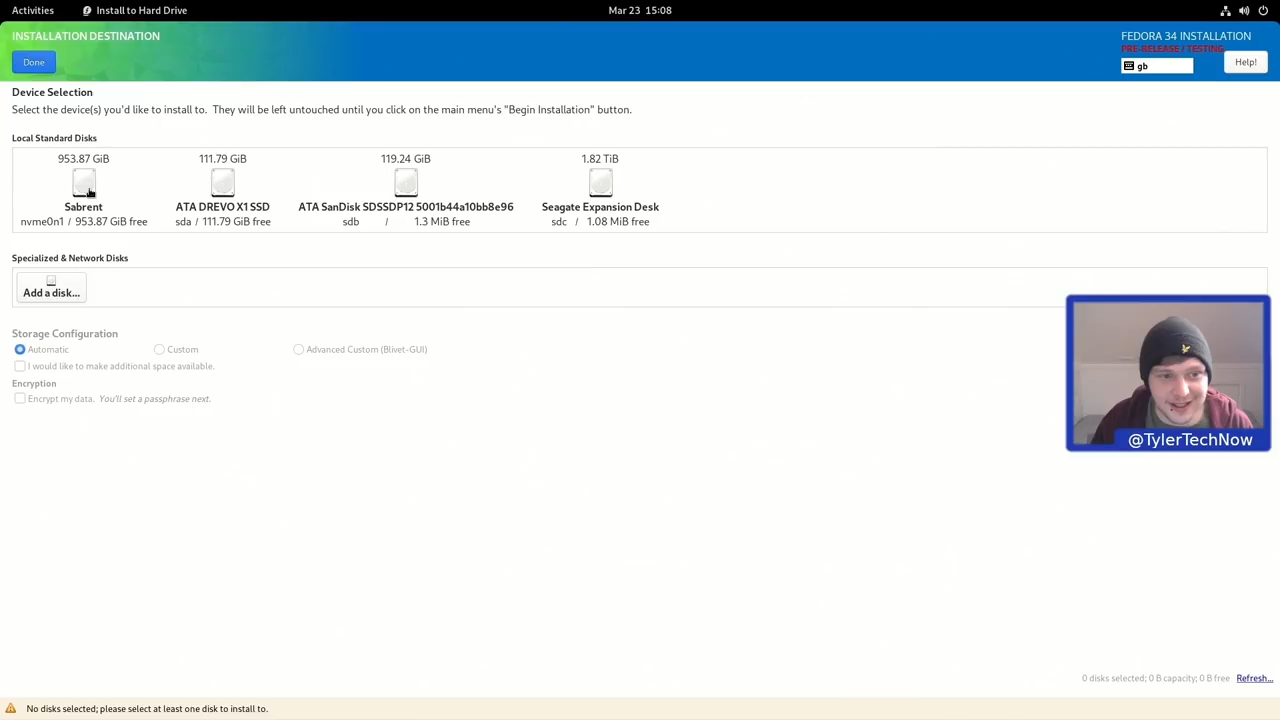 Activities
Install to Hard Drive
Mar 23 15:08
INSTALLATION DESTINATION
FEDORA 34 INSTALLATION
PRE-RELEASE / TESTING
Done
gb
Help!
Device Selection
Select the device(s) you'd like to install to. They will be left untouched until you click on the main menu's "Begin Installation" button.
Local Standard Disks
953.87 GiB
111.79 GiB
119.24 GiB
1.82 TiB
Sabrent
ATA DREVO X1 SSD
ATA SanDisk SDSSDP12 5001b44a10bb8e96
Seagate Expansion Desk
nvme0n1 / 953.87 GiB free
sda / 111.79 GiB free
sdb / 1.3 MiB free
sdc / 1.08 MiB free
Specialized & Network Disks
Add a disk...
Storage Configuration
Automatic
Custom
Advanced Custom (Blivet-GUI)
I would like to make additional space available.
Encryption
Encrypt my data. You'll set a passphrase next.
@TylerTechNow
0 disks selected; 0 B capacity; 0 B free Refresh...
No disks selected; please select at least one disk to install to.